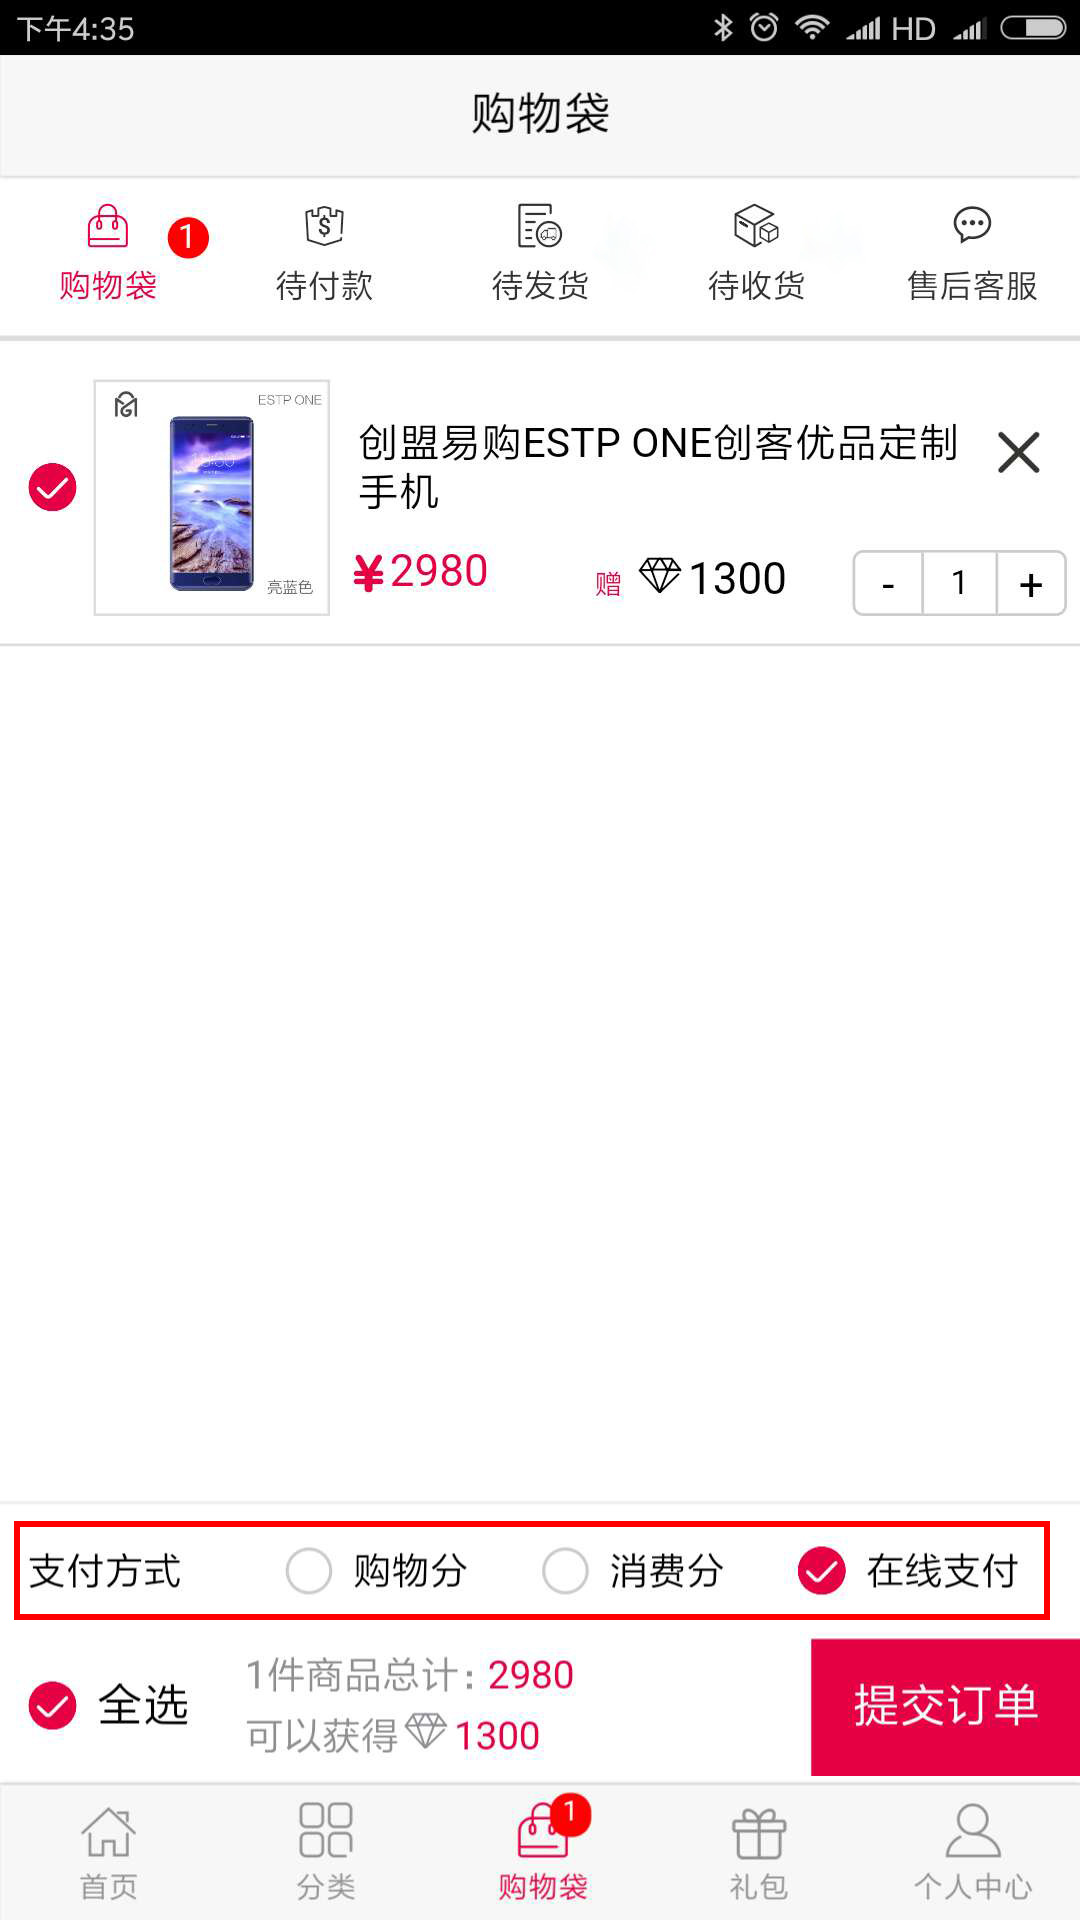 下午4:35
HD
购物袋
1
购物袋
待付款
待发货
待收货
售后客服
ESTP ONE
亮蓝色
创盟易购ESTP ONE创客优品定制
手机
¥2980
赠 1300
- 1 +
支付方式 购物分 消费分 在线支付
全选
1件商品总计: 2980
可以获得 1300
提交订单
1
首页
分类
购物袋
礼包
个人中心